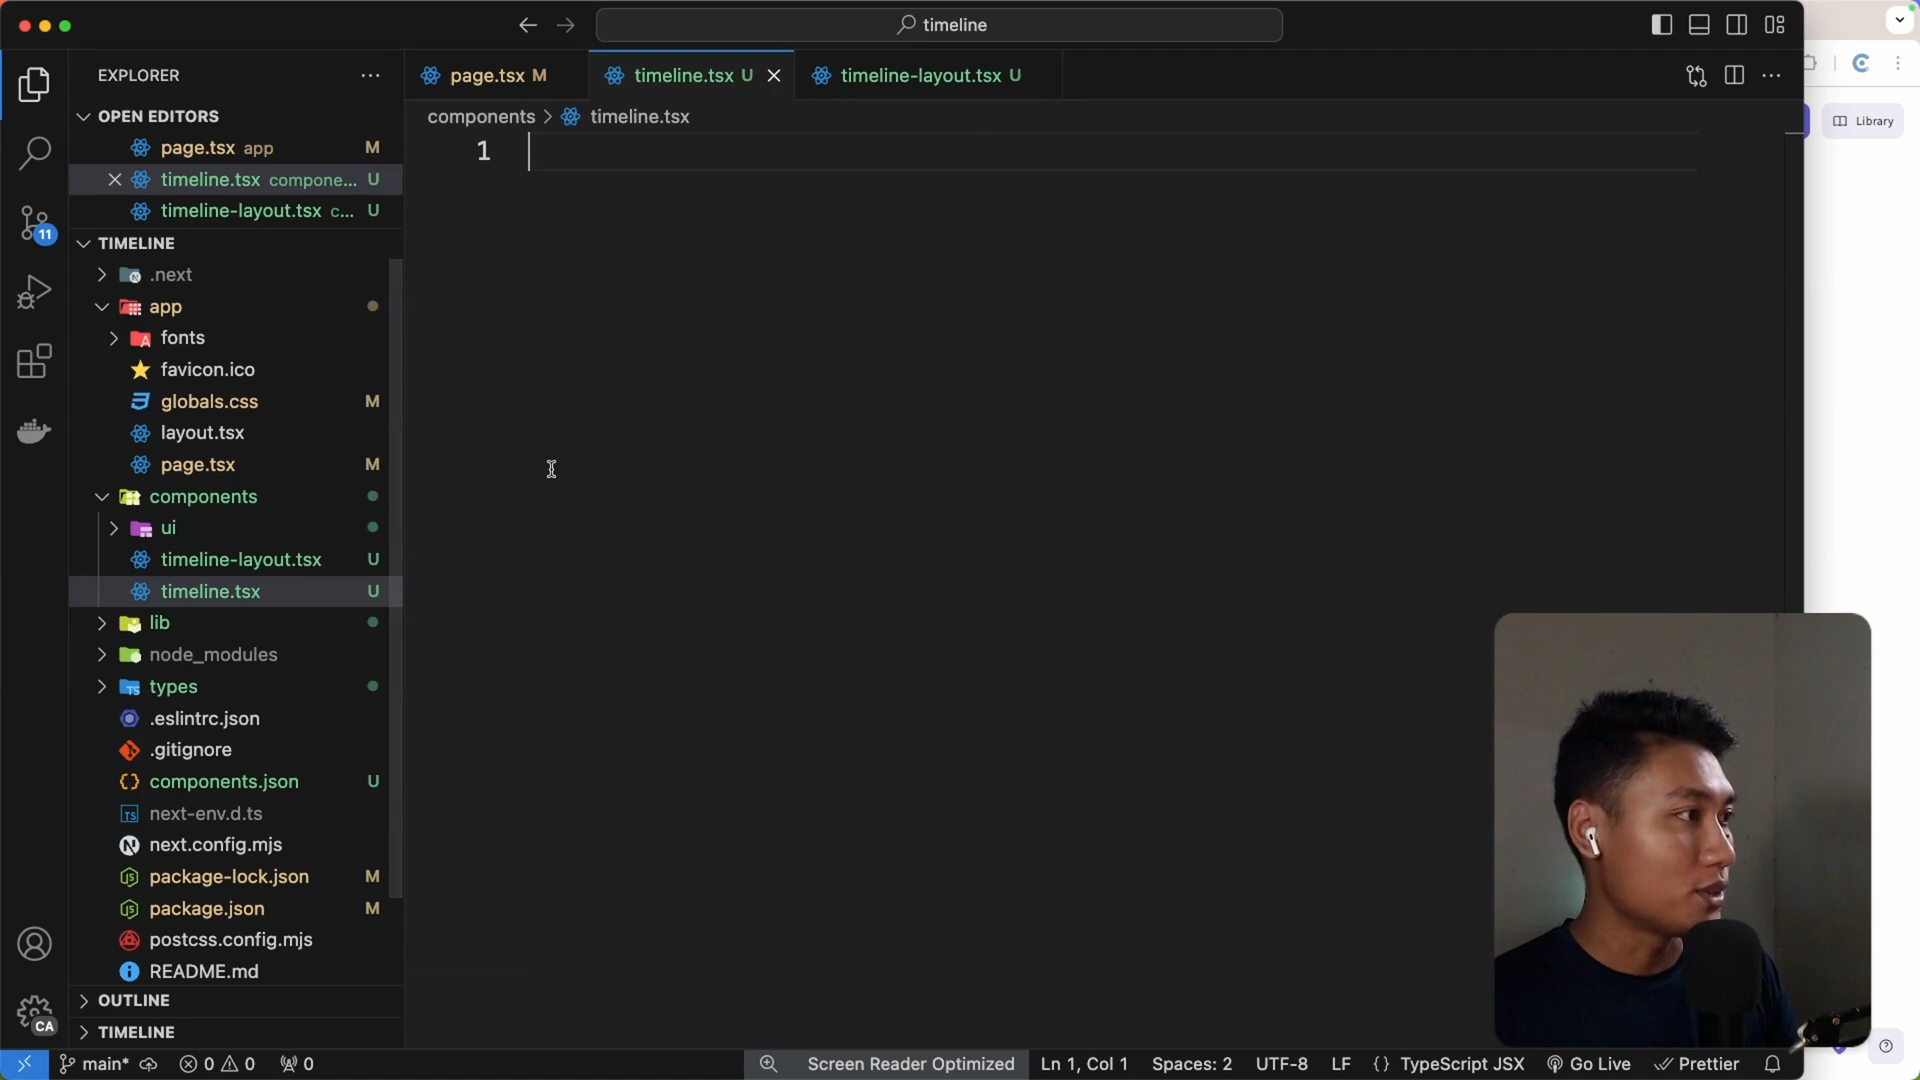 timeline
EXPLORER
page.tsx M
timeline.tsx U
timeline-layout.tsx U
Library
OPEN EDITORS
components > timeline.tsx
page.tsx app M
1
timeline.tsx compone... U
timeline-layout.tsx c... U
11
TIMELINE
.next
app
fonts
favicon.ico
globals.css M
layout.tsx
page.tsx M
components
ui
timeline-layout.tsx U
timeline.tsx U
lib
node_modules
types
.eslintrc.json
.gitignore
components.json U
next-env.d.ts
next.config.mjs
package-lock.json M
package.json M
postcss.config.mjs
README.md
OUTLINE
CA
TIMELINE
main* 0 0 0 Screen Reader Optimized Ln 1, Col 1 Spaces: 2 UTF-8 LF {} TypeScript JSX Go Live Prettier